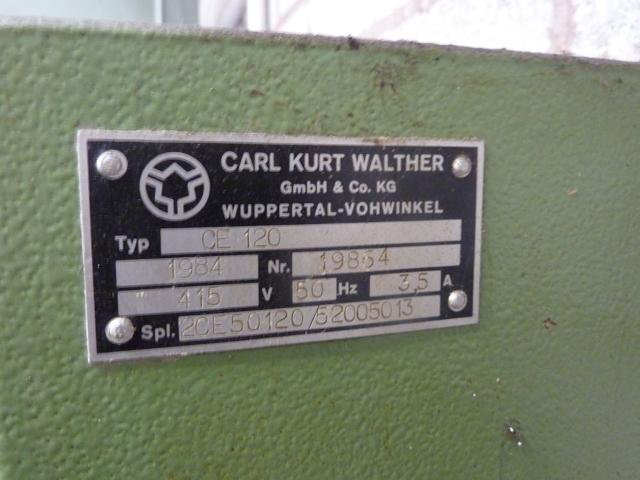 CARL KURT WALTHER
GmbH & Co. KG
WUPPERTAL-VOHWINKEL
Typ CE 120
1984 Nr. 19864
415 V 50 Hz 3,5 A
Spl. 2CE50120/52005013